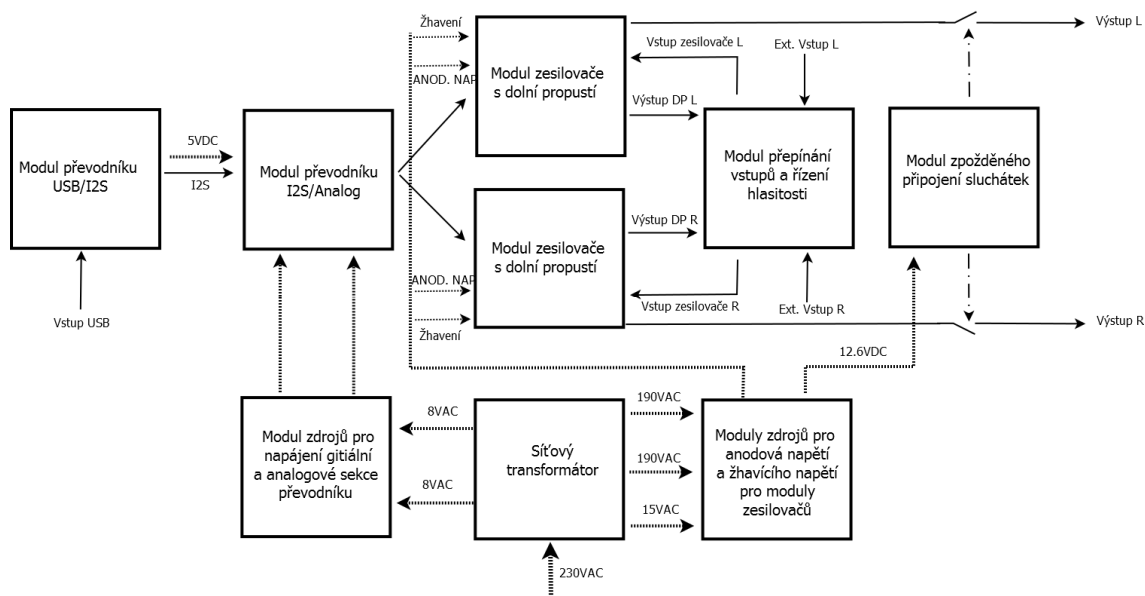 Žhavení
ANOD. NAP
Modul zesilovače
s dolní propustí
Výstup L
Vstup zesilovače L
Ext. Vstup L
Výstup DP L
Modul převodníku
USB/I2S
5VDC
I2S
Modul převodníku
I2S/Analog
Modul přepínání
vstupů a řízení
hlasitosti
Modul zpožděného
připojení sluchátek
Modul zesilovače
s dolní propustí
Výstup DP R
ANOD. NAP
Žhavení
Vstup zesilovače R
Ext. Vstup R
Výstup R
Vstup USB
12.6VDC
Modul zdrojů pro
napájení gitiální
a analogové sekce
převodníku
8VAC
8VAC
Síťový
transformátor
190VAC
190VAC
15VAC
Moduly zdrojů pro
anodová napětí
a žhavícího napětí
pro moduly
zesilovačů
230VAC